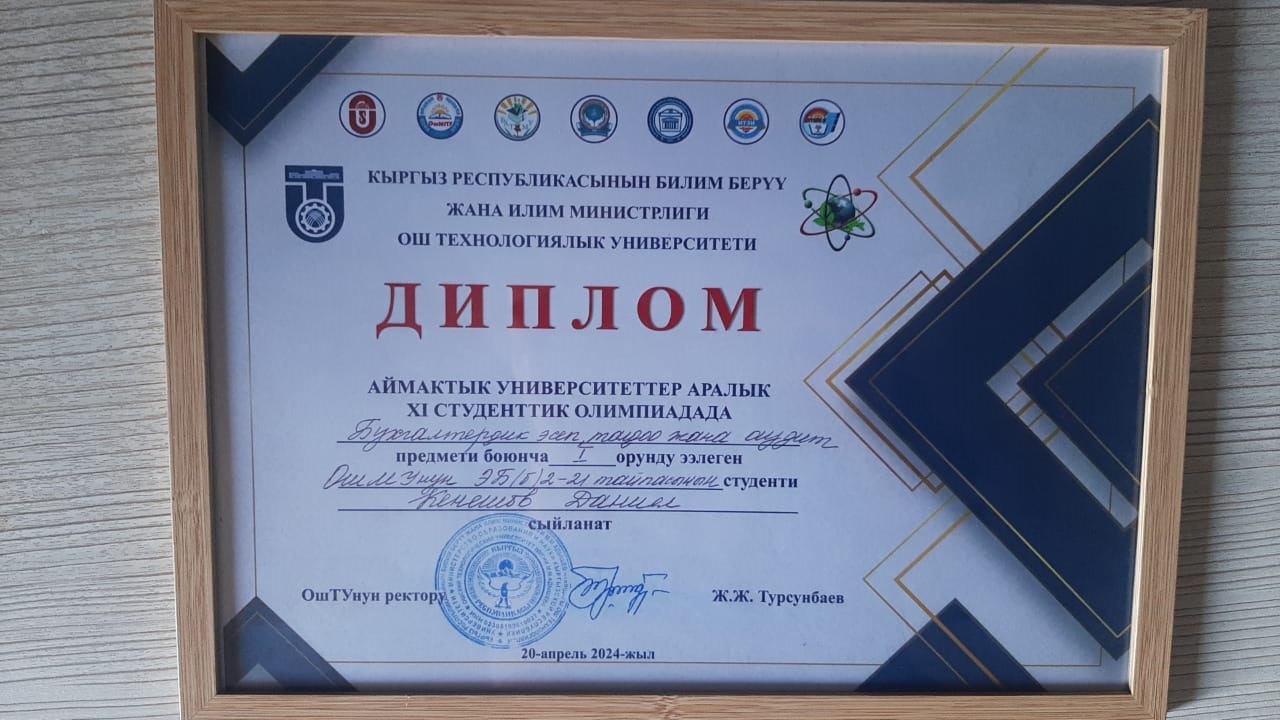 КЫРГЫЗ РЕСПУБЛИКАСЫНЫН БИЛИМ БЕРҮҮ
ЖАНА ИЛИМ МИНИСТРЛИГИ
ОШ ТЕХНОЛОГИЯЛЫК УНИВЕРСИТЕТИ
ДИПЛОМ
АЙМАКТЫК УНИВЕРСИТЕТТЕР АРАЛЫК
XI СТУДЕНТТИК ОЛИМПИАДАДА
Бухгалтердик эсеп, талдоо жана аудит
предмети боюнча I орунду ээлеген
ОшМУнун ЭБ(б)2-21 тайпасынын студенти
Кенешов Даниел
сыйланат
ОшТУнун ректору Ж.Ж. Турсунбаев
20-апрель 2024-жыл